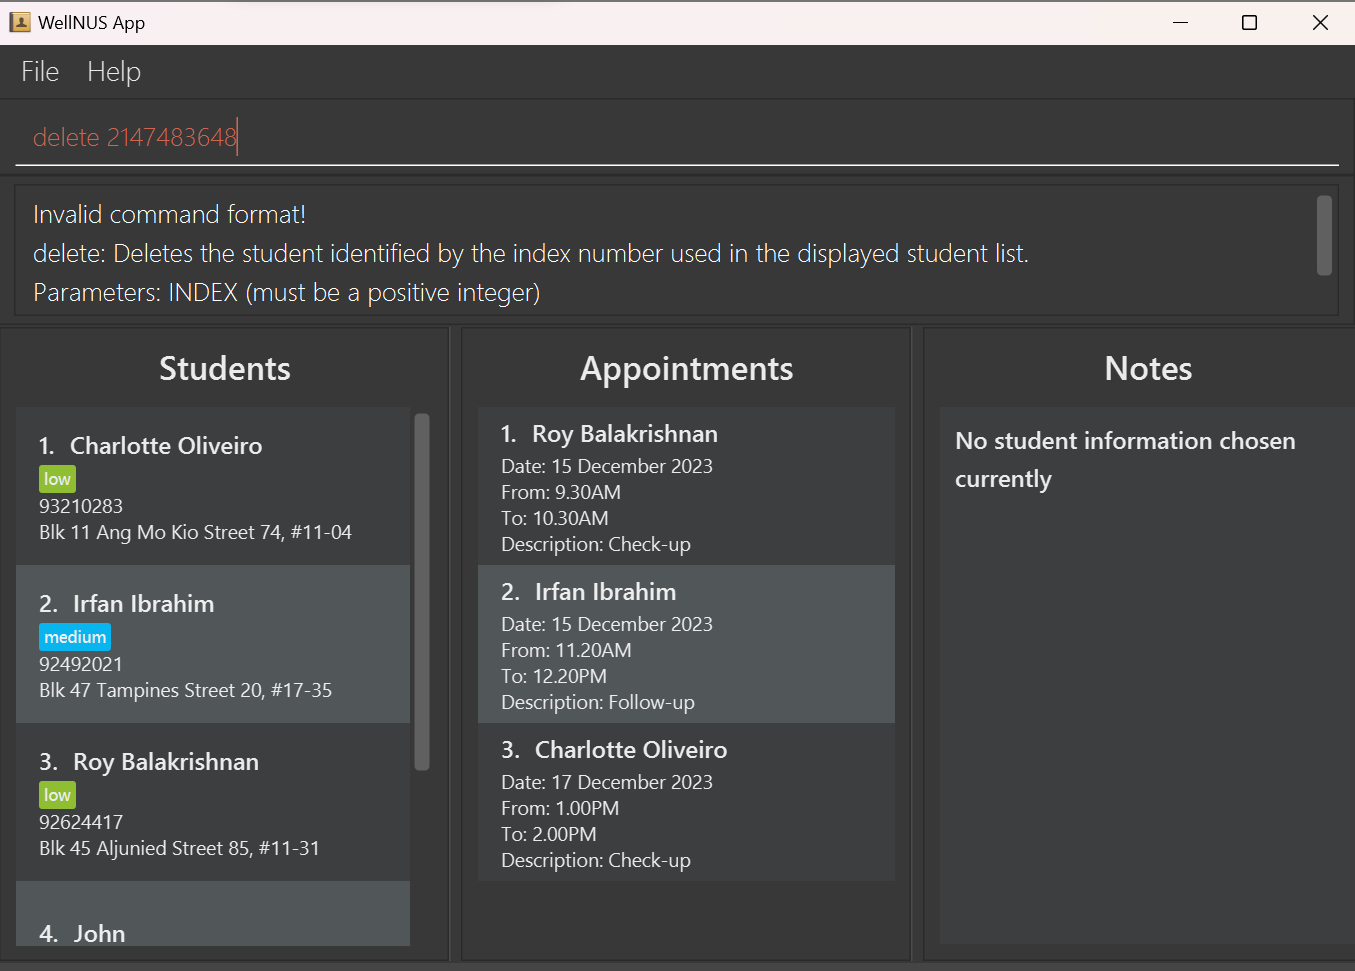 WellNUS App
File Help
delete 2147483648
Invalid command format!
delete: Deletes the student identified by the index number used in the displayed student list.
Parameters: INDEX (must be a positive integer)
Students
1. Charlotte Oliveiro
low
93210283
Blk 11 Ang Mo Kio Street 74, #11-04
2. Irfan Ibrahim
medium
92492021
Blk 47 Tampines Street 20, #17-35
3. Roy Balakrishnan
low
92624417
Blk 45 Aljunied Street 85, #11-31
4. John
Appointments
1. Roy Balakrishnan
Date: 15 December 2023
From: 9.30AM
To: 10.30AM
Description: Check-up
2. Irfan Ibrahim
Date: 15 December 2023
From: 11.20AM
To: 12.20PM
Description: Follow-up
3. Charlotte Oliveiro
Date: 17 December 2023
From: 1.00PM
To: 2.00PM
Description: Check-up
Notes
No student information chosen
currently